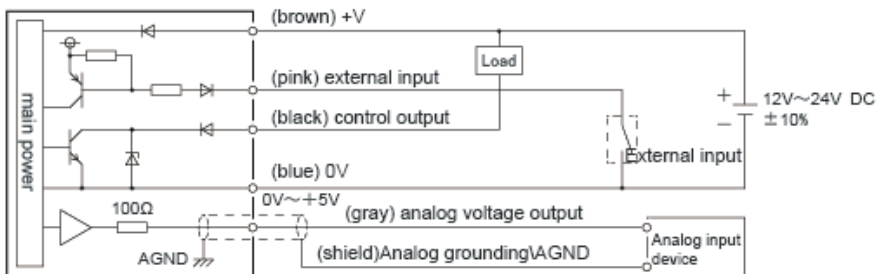 (brown) +V
Load
(pink) external input
main power
+
12V～24V DC
−
±10%
(black) control output
External input
(blue) 0V
0V～+5V
100Ω
(gray) analog voltage output
AGND
(shield)Analog grounding\AGND
Analog input
device